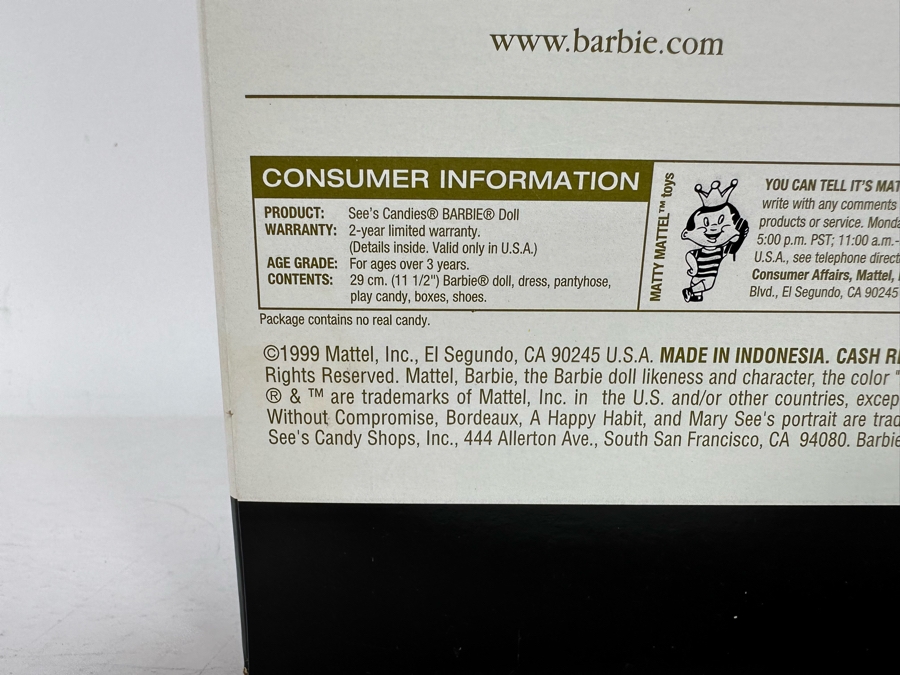 www.barbie.com
CONSUMER INFORMATION
PRODUCT: See's Candies® BARBIE® Doll
WARRANTY: 2-year limited warranty.
(Details inside. Valid only in U.S.A.)
AGE GRADE: For ages over 3 years.
CONTENTS: 29 cm. (11 1/2") Barbie® doll, dress, pantyhose,
play candy, boxes, shoes.
MATTY MATTEL™ toys
YOU CAN TELL IT'S MAT
write with any comments
products or service. Monda
5:00 p.m. PST; 11:00 a.m.-
U.S.A., see telephone direct
Consumer Affairs, Mattel,
Blvd., El Segundo, CA 90245
Package contains no real candy.
©1999 Mattel, Inc., El Segundo, CA 90245 U.S.A. MADE IN INDONESIA. CASH RE
Rights Reserved. Mattel, Barbie, the Barbie doll likeness and character, the color "
® & ™ are trademarks of Mattel, Inc. in the U.S. and/or other countries, excep
Without Compromise, Bordeaux, A Happy Habit, and Mary See's portrait are trad
See's Candy Shops, Inc., 444 Allerton Ave., South San Francisco, CA 94080. Barbie